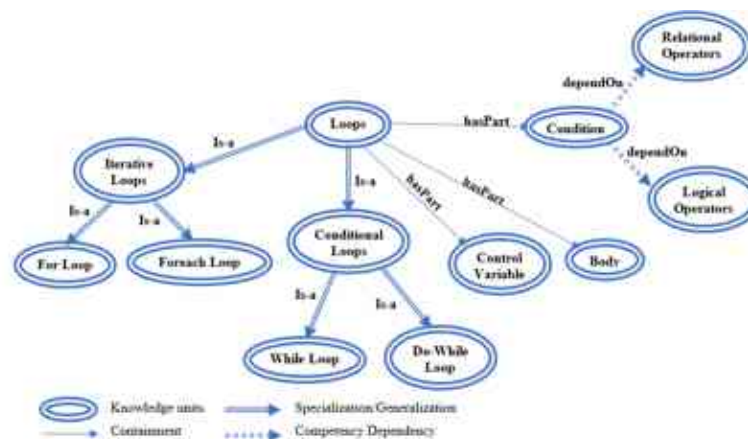 Relational
Operators
dependOn
Loops
hasPart
Condition
Is-a
dependOn
Iterative
Loops
Is-a
hasPart
hasPart
Logical
Operators
Is-a
Is-a
Conditional
Loops
For Loop
Foreach Loop
Control
Variable
Body
Is-a
Is-a
While Loop
Do-While
Loop
Knowledge units
Specialization/Generalization
Containment
Competency Dependency